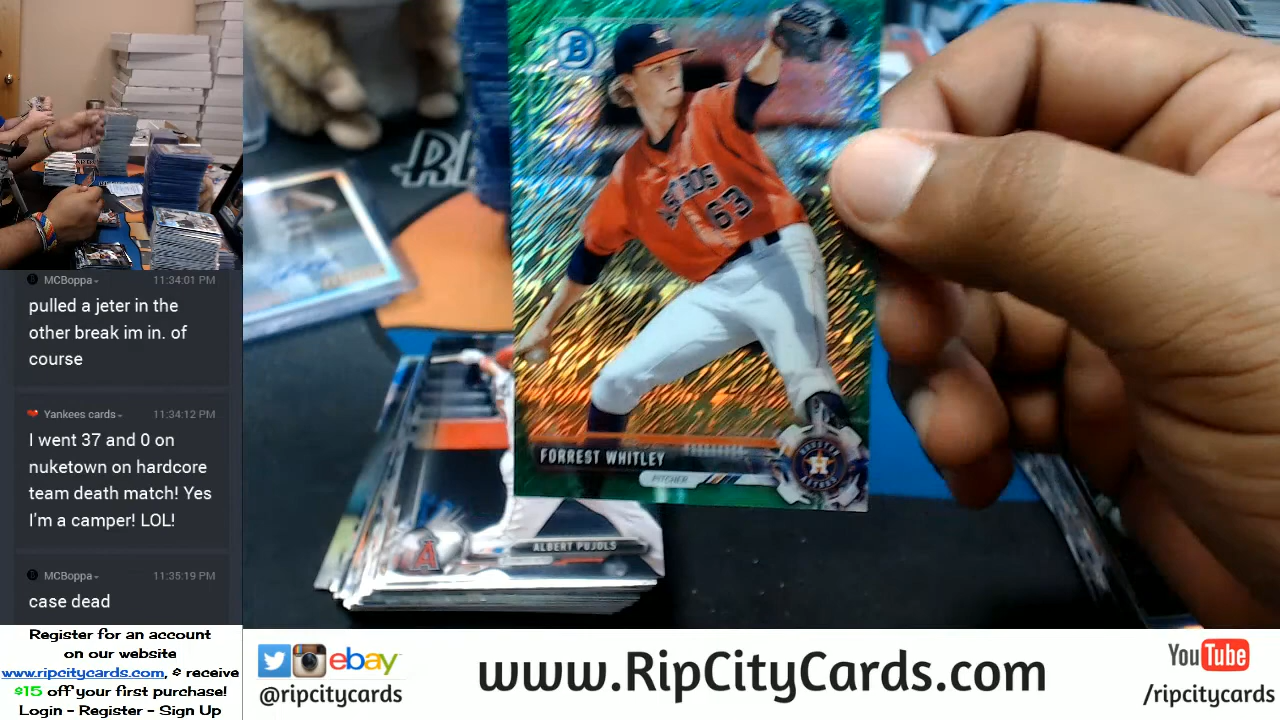 MCBoppa 11:34:01 PM
pulled a jeter in the
other break im in. of
course
Yankees cards 11:34:12 PM
I went 37 and 0 on
nuketown on hardcore
team death match! Yes
I'm a camper! LOL!
MCBoppa 11:35:19 PM
case dead
Register for an account
on our website
www.ripcitycards.com, & receive
$15 off your first purchase!
Login - Register - Sign Up
B
ASTROS
63
FORREST WHITLEY
PITCHER
H
A
ALBERT PUJOLS
ebay
@ripcitycards
www.RipCityCards.com
YouTube
/ripcitycards